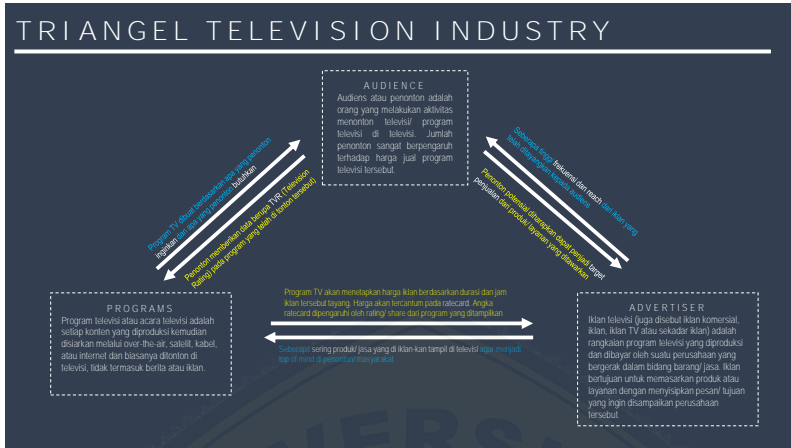 TRIANGEL TELEVISION INDUSTRY
AUDIENCE
Audiens atau penonton adalah
orang yang melakukan aktivitas
menonton televisi/ program
televisi di televisi. Jumlah
penonton sangat berpengaruh
terhadap harga jual program
televisi tersebut.
Program TV dibuat berdasarkan apa yang penonton
inginkan dan apa yang penonton butuhkan
Penonton memberikan data berupa TVR (Television
Rating) pada program yang telah di tonton tersebut)
Seberapa tinggi frekuensi dan reach dari iklan yang
telah ditayangkan kepada audiens
Penonton potensial diharapkan dapat penjadi target
penjualan dari produk/ layanan yang ditawarkan
PROGRAMS
Program televisi atau acara televisi adalah
setiap konten yang diproduksi kemudian
disiarkan melalui over-the-air, satelit, kabel,
atau internet dan biasanya ditonton di
televisi, tidak termasuk berita atau iklan.
Program TV akan menetapkan harga iklan berdasarkan durasi dan jam
iklan tersebut tayang. Harga akan tercantum pada ratecard. Angka
ratecard dipengaruhi oleh rating/ share dari program yang ditampilkan
Seberapa sering produk/ jasa yang di iklan-kan tampil di televisi agar menjadi
top of mind di penontun/ masyarakat
ADVERTISER
Iklan televisi (juga disebut iklan komersial,
iklan, iklan TV atau sekadar iklan) adalah
rangkaian program televisi yang diproduksi
dan dibayar oleh suatu perusahaan yang
bergerak dalam bidang barang/ jasa. Iklan
bertujuan untuk memasarkan produk atau
layanan dengan menyisipkan pesan/ tujuan
yang ingin disampaikan perusahaan
tersebut.